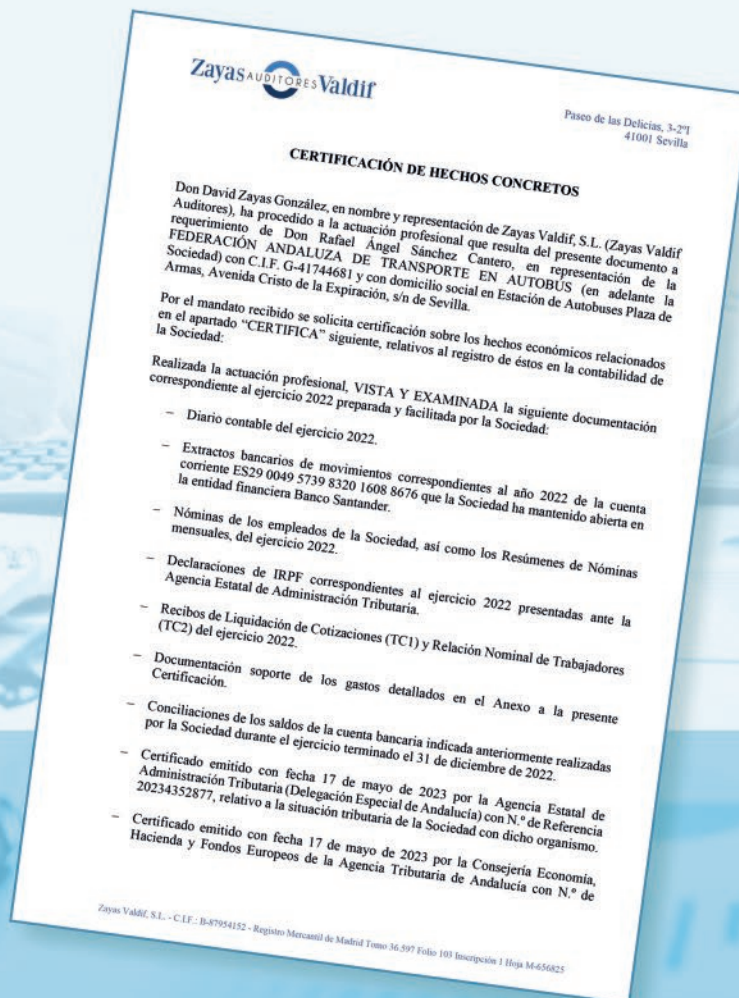 Zayas AUDITORES Valdif
Paseo de las Delicias, 3-2ºI
41001 Sevilla
CERTIFICACIÓN DE HECHOS CONCRETOS
Don David Zayas González, en nombre y representación de Zayas Valdif, S.L. (Zayas Valdif
Auditores), ha procedido a la actuación profesional que resulta del presente documento a
requerimiento de Don Rafael Ángel Sánchez Cantero, en representación de la
FEDERACIÓN ANDALUZA DE TRANSPORTE EN AUTOBÚS (en adelante la
Sociedad) con C.I.F. G-41744681 y con domicilio social en Estación de Autobuses Plaza de
Armas, Avenida Cristo de la Expiración, s/n de Sevilla.
Por el mandato recibido se solicita certificación sobre los hechos económicos relacionados
en el apartado “CERTIFICA” siguiente, relativos al registro de éstos en la contabilidad de
la Sociedad:
Realizada la actuación profesional, VISTA Y EXAMINADA la siguiente documentación
correspondiente al ejercicio 2022 preparada y facilitada por la Sociedad:
– Diario contable del ejercicio 2022.
– Extractos bancarios de movimientos correspondientes al año 2022 de la cuenta
corriente ES29 0049 5739 8320 1608 8676 que la Sociedad ha mantenido abierta en
la entidad financiera Banco Santander.
– Nóminas de los empleados de la Sociedad, así como los Resúmenes de Nóminas
mensuales, del ejercicio 2022.
– Declaraciones de IRPF correspondientes al ejercicio 2022 presentadas ante la
Agencia Estatal de Administración Tributaria.
– Recibos de Liquidación de Cotizaciones (TC1) y Relación Nominal de Trabajadores
(TC2) del ejercicio 2022.
– Documentación soporte de los gastos detallados en el Anexo a la presente
Certificación.
– Conciliaciones de los saldos de la cuenta bancaria indicada anteriormente realizadas
por la Sociedad durante el ejercicio terminado el 31 de diciembre de 2022.
– Certificado emitido con fecha 17 de mayo de 2023 por la Agencia Estatal de
Administración Tributaria (Delegación Especial de Andalucía) con N.º de Referencia
20234352877, relativo a la situación tributaria de la Sociedad con dicho organismo.
– Certificado emitido con fecha 17 de mayo de 2023 por la Consejería Economía,
Hacienda y Fondos Europeos de la Agencia Tributaria de Andalucía con N.º de
Zayas Valdif, S.L. - C.I.F.: B-87954152 - Registro Mercantil de Madrid Tomo 36.597 Folio 103 Inscripción 1 Hoja M-656825